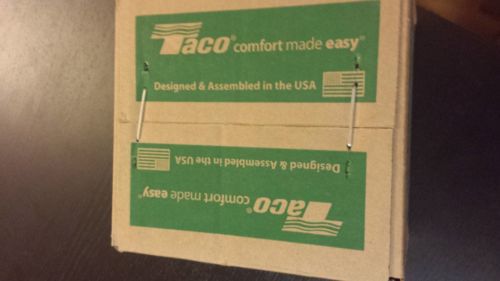 Taco® comfort made easy®
Designed & Assembled in the USA
Designed & Assembled in the USA
Taco® comfort made easy®